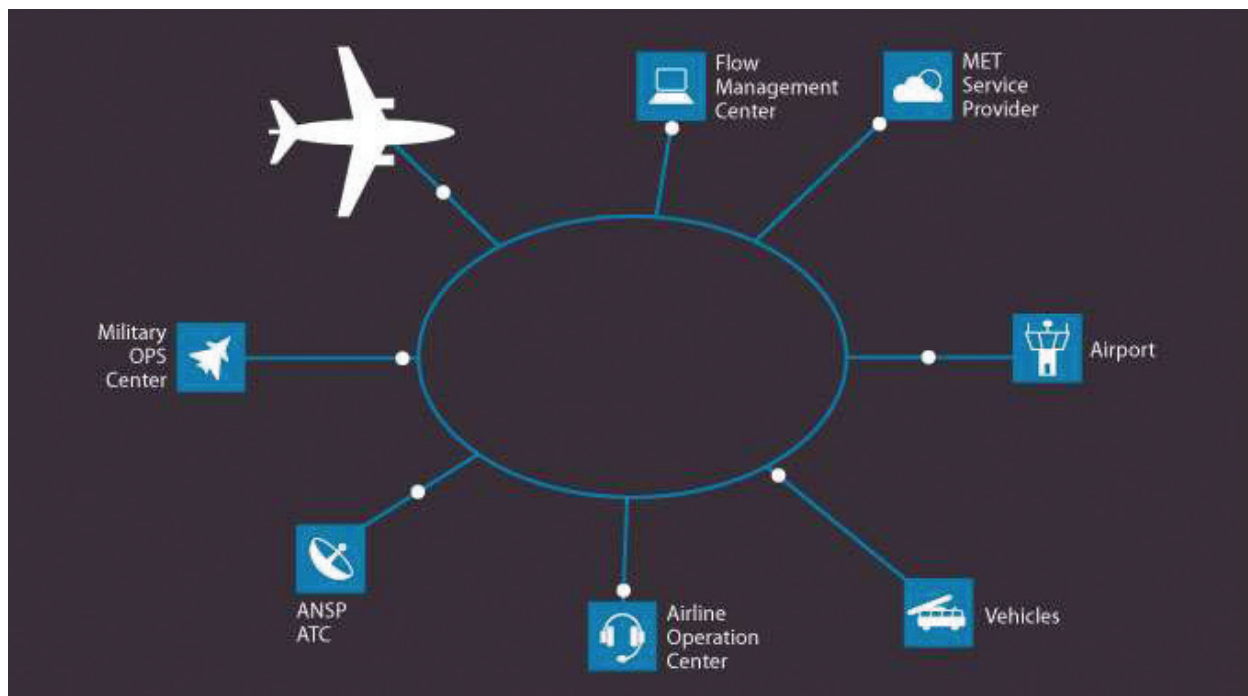 Flow
Management
Center
MET
Service
Provider
Military
OPS
Center
Airport
ANSP
ATC
Airline
Operation
Center
Vehicles